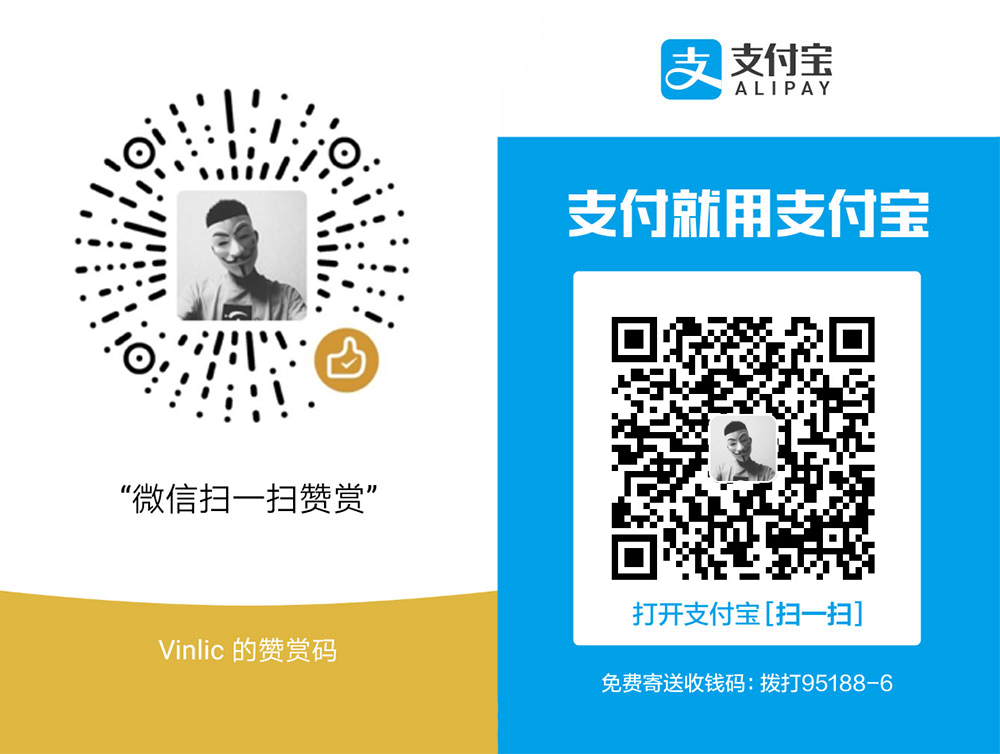 “微信扫一扫赞赏”
Vinlic 的赞赏码
支付宝
ALIPAY
支付就用支付宝
打开支付宝[扫一扫]
免费寄送收钱码：拨打95188-6